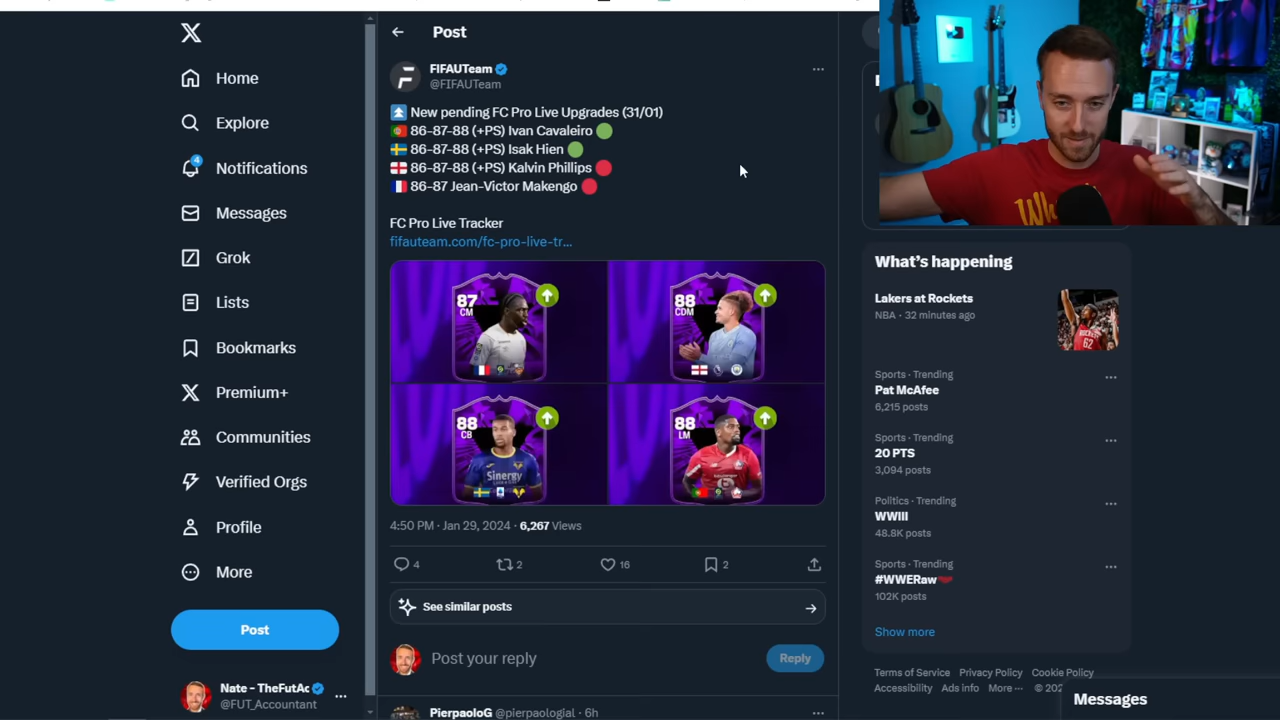 Home
Explore
4
Notifications
Messages
Grok
Lists
Bookmarks
Premium+
Communities
Verified Orgs
Profile
More
Post
Nate - TheFutAc
@FUT_Accountant
Post
FIFAUTeam
@FIFAUTeam
New pending FC Pro Live Upgrades (31/01)
86-87-88 (+PS) Ivan Cavaleiro
86-87-88 (+PS) Isak Hien
86-87-88 (+PS) Kalvin Phillips
86-87 Jean-Victor Makengo
FC Pro Live Tracker
fifauteam.com/fc-pro-live-tr...
87
CM
88
CDM
88
CB
Sinergy
88
LM
4:50 PM · Jan 29, 2024 · 6,267 Views
4
2
16
2
See similar posts
Post your reply
Reply
PierpaoloG @pierpaologial · 6h
Wh
What's happening
Lakers at Rockets
NBA · 32 minutes ago
Sports · Trending
Pat McAfee
6,215 posts
Sports · Trending
20 PTS
3,094 posts
Politics · Trending
WWIII
48.8K posts
Sports · Trending
#WWERaw
102K posts
Show more
Terms of Service Privacy Policy Cookie Policy
Accessibility Ads info More ··· © 202
Messages